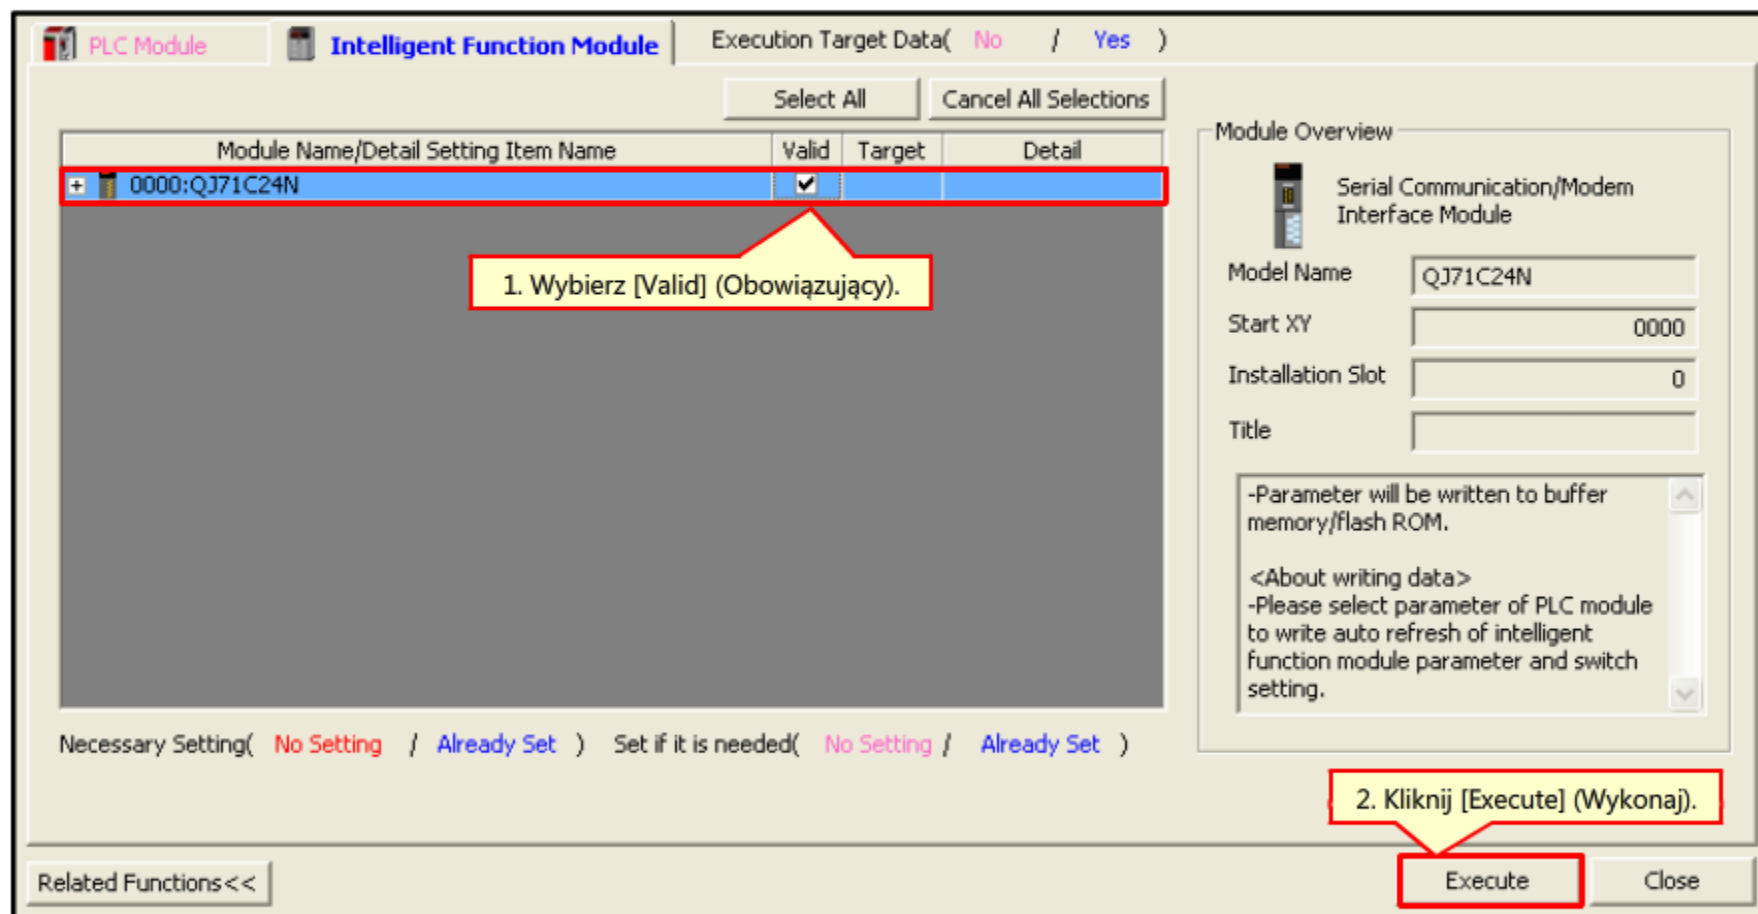 PLC Module
Intelligent Function Module
Execution Target Data( No / Yes )
Select All
Cancel All Selections
Module Name/Detail Setting Item Name Valid Target Detail
0000:QJ71C24N
1. Wybierz [Valid] (Obowiązujący).
Module Overview
Serial Communication/Modem
Interface Module
Model Name QJ71C24N
Start XY 0000
Installation Slot 0
Title
-Parameter will be written to buffer
memory/flash ROM.
<About writing data>
-Please select parameter of PLC module
to write auto refresh of intelligent
function module parameter and switch
setting.
Necessary Setting( No Setting / Already Set ) Set if it is needed( No Setting / Already Set )
2. Kliknij [Execute] (Wykonaj).
Related Functions<<
Execute
Close